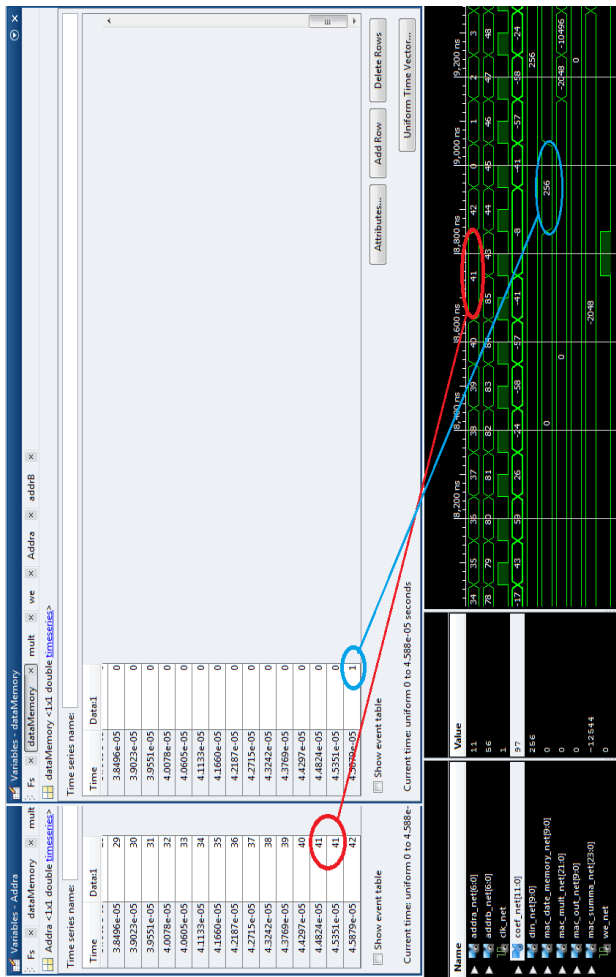 Variables - Addra
Fs × dataMemory × mult
Addra <1x1 double timeseries>
Time series name:
Time Data:1
3.8496e-05 29
3.9023e-05 30
3.9551e-05 31
4.0078e-05 32
4.0605e-05 33
4.1133e-05 34
4.1660e-05 35
4.2187e-05 36
4.2715e-05 37
4.3242e-05 38
4.3769e-05 39
4.4297e-05 40
4.4824e-05 41
4.5351e-05 41
4.5879e-05 42
Show event table
Current time: uniform 0 to 4.588e-
Variables - dataMemory
Fs × dataMemory × mult × we × Addra × addrB ×
dataMemory <1x1 double timeseries>
Time series name:
Time Data:1
3.8496e-05 0
3.9023e-05 0
3.9551e-05 0
4.0078e-05 0
4.0605e-05 0
4.1133e-05 0
4.1660e-05 0
4.2187e-05 0
4.2715e-05 0
4.3242e-05 0
4.3769e-05 0
4.4297e-05 0
4.4824e-05 0
4.5351e-05 0
4.5879e-05 1
Show event table
Attributes... Add Row Delete Rows
Current time: uniform 0 to 4.588e-05 seconds
Uniform Time Vector...
Name Value
8,200 ns 8,400 ns 8,600 ns 8,800 ns 9,000 ns 9,200 ns
addra_net[6:0] 11 34 35 36 37 38 39 40 41 42 0 1 2 3
addrb_net[6:0] 56 78 79 80 81 82 83 84 85 43 44 45 46 47 48
clk_net 1
coef_net[11:0] 97 -17 43 59 26 -24 -58 -57 -41 -8 -41 -57 -58 -24
din_net[9:0] 256 256
mac_date_memory_net[9:0] 0 0 256
mac_mult_net[21:0] 0 0 -2048 -10496
mac_out_net[9:0] 0 0
mac_summa_net[23:0] -12544 -2048
we_net 0